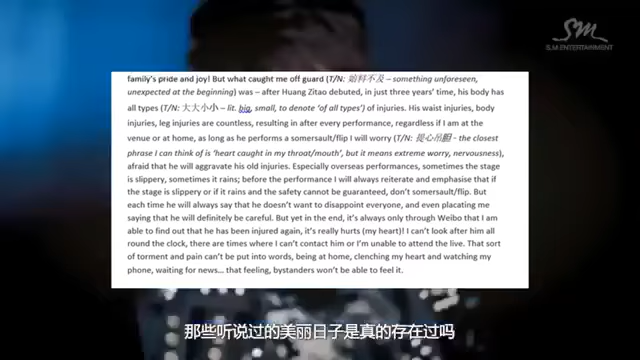 SM
S.M. ENTERTAINMENT
family's pride and joy! But what caught me off guard (T/N: 始料不及 – something unforeseen,
unexpected at the beginning) was – after Huang Zitao debuted, in just three years' time, his body has
all types (T/N: 大大小小 – lit. big, small, to denote 'of all types') of injuries. His waist injuries, body
injuries, leg injuries are countless, resulting in after every performance, regardless if I am at the
venue or at home, as long as he performs a somersault/flip I will worry (T/N: 提心吊胆 - the closest
phrase I can think of is 'heart caught in my throat/mouth', but it means extreme worry, nervousness),
afraid that he will aggravate his old injuries. Especially overseas performances, sometimes the stage
is slippery, sometimes it rains; before the performance I will always reiterate and emphasise that if
the stage is slippery or if it rains and the safety cannot be guaranteed, don't somersault/flip. But
each time he will always say that he doesn't want to disappoint everyone, and even placating me
saying that he will definitely be careful. But yet in the end, it's always only through Weibo that I am
able to find out that he has been injured again, it's really hurts (my heart)! I can't look after him all
round the clock, there are times where I can't contact him or I'm unable to attend the live. That sort
of torment and pain can't be put into words, being at home, clenching my heart and watching my
phone, waiting for news... that feeling, bystanders won't be able to feel it.
那些听说过的美丽日子是真的存在过吗